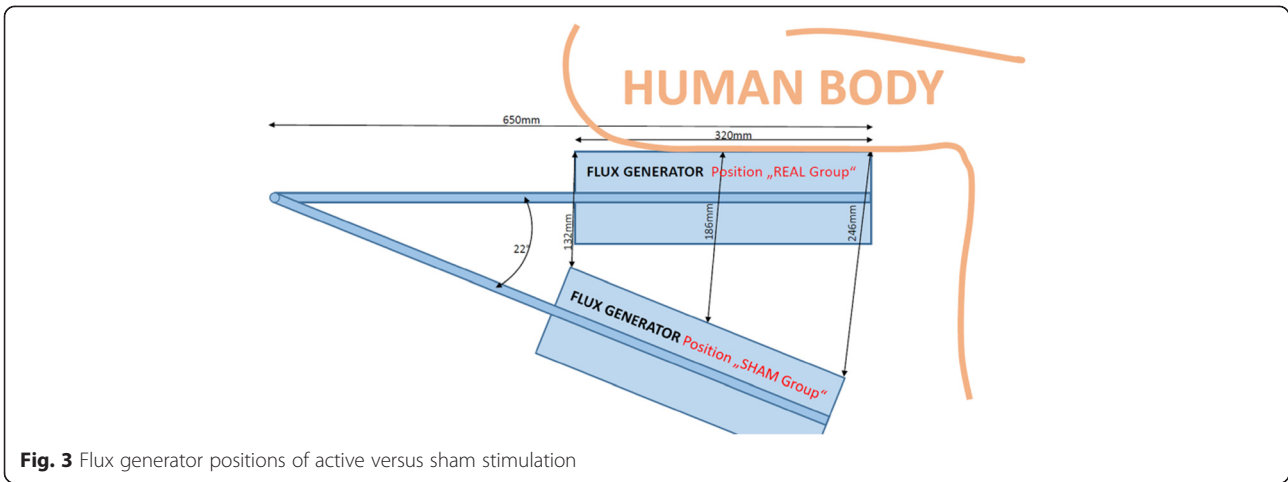 HUMAN BODY
650mm
320mm
FLUX GENERATOR Position „REAL Group“
132mm
186mm
246mm
22°
FLUX GENERATOR Position „SHAM Group“
Fig. 3 Flux generator positions of active versus sham stimulation